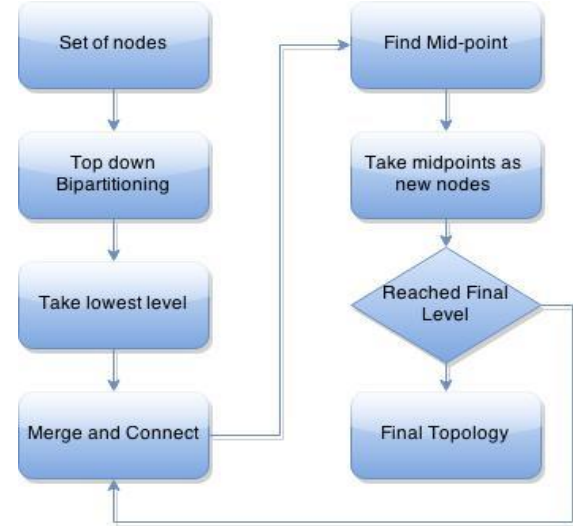 Set of nodes
Top down
Bipartitioning
Take lowest level
Merge and Connect
Find Mid-point
Take midpoints as
new nodes
Reached Final
Level
Final Topology